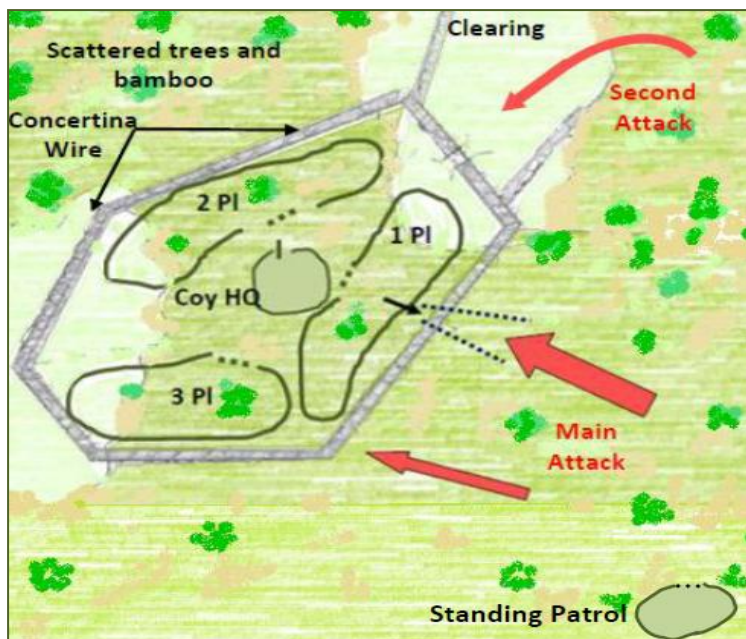 Clearing
Scattered trees and
bamboo
Second
Attack
Concertina
Wire
2 Pl
1 Pl
Coy HQ
3 Pl
Main
Attack
Standing Patrol